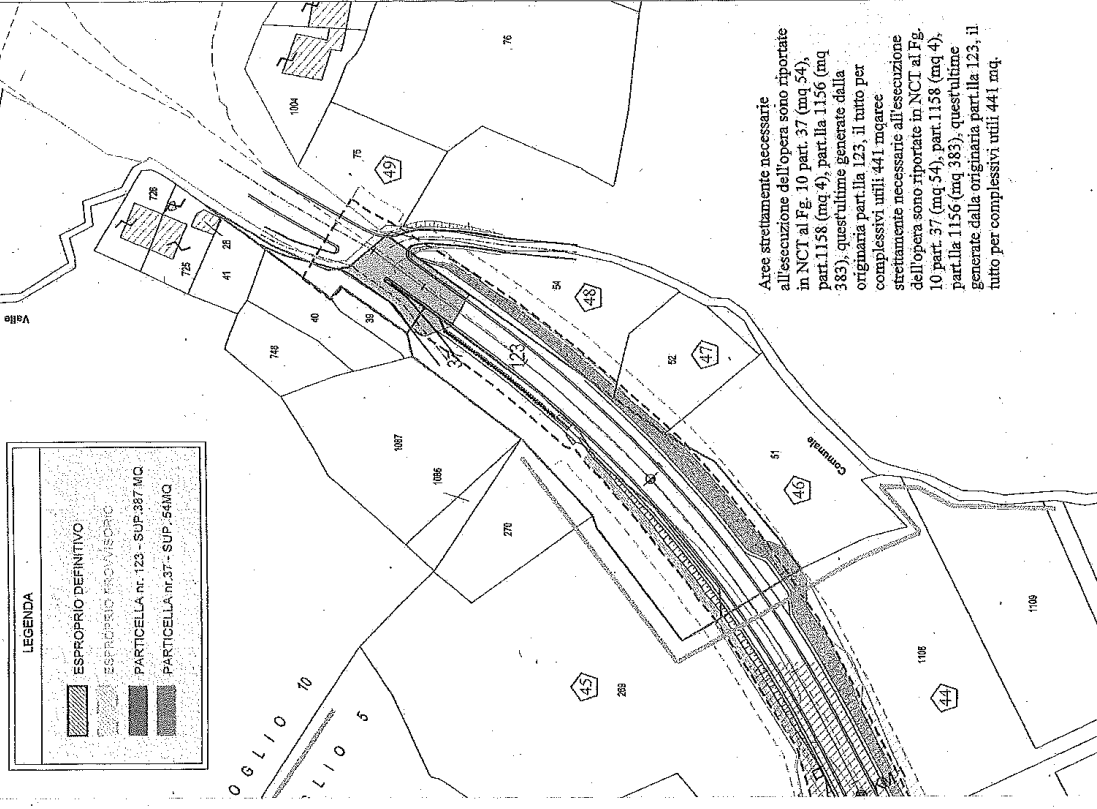 LEGENDA
ESPROPRIO DEFINITIVO
ESPROPRIO PROVVISORIO
PARTICELLA nr. 123 - SUP.387 MQ
PARTICELLA nr.37 - SUP. 54MQ
Valle
726
725
28
41
40
39
748
1087
1086
270
37
123
1004
76
75
49
54
48
52
47
51
46
Comunale
OGLIO 10
LIO 5
45
269
1106
44
1109
Aree strettamente necessarie
all'esecuzione dell'opera sono riportate
in NCT al Fg. 10 part. 37 (mq 54),
part.1158 (mq 4), part.lla 1156 (mq
383), quest'ultime generate dalla
originaria part.lla 123, il tutto per
complessivi utili 441 mqaree
strettamente necessarie all'esecuzione
dell'opera sono riportate in NCT al Fg.
10 part. 37 (mq 54), part.1158 (mq 4),
part.lla 1156 (mq 383), quest'ultime
generate dalla originaria part.lla 123, il
tutto per complessivi utili 441 mq.